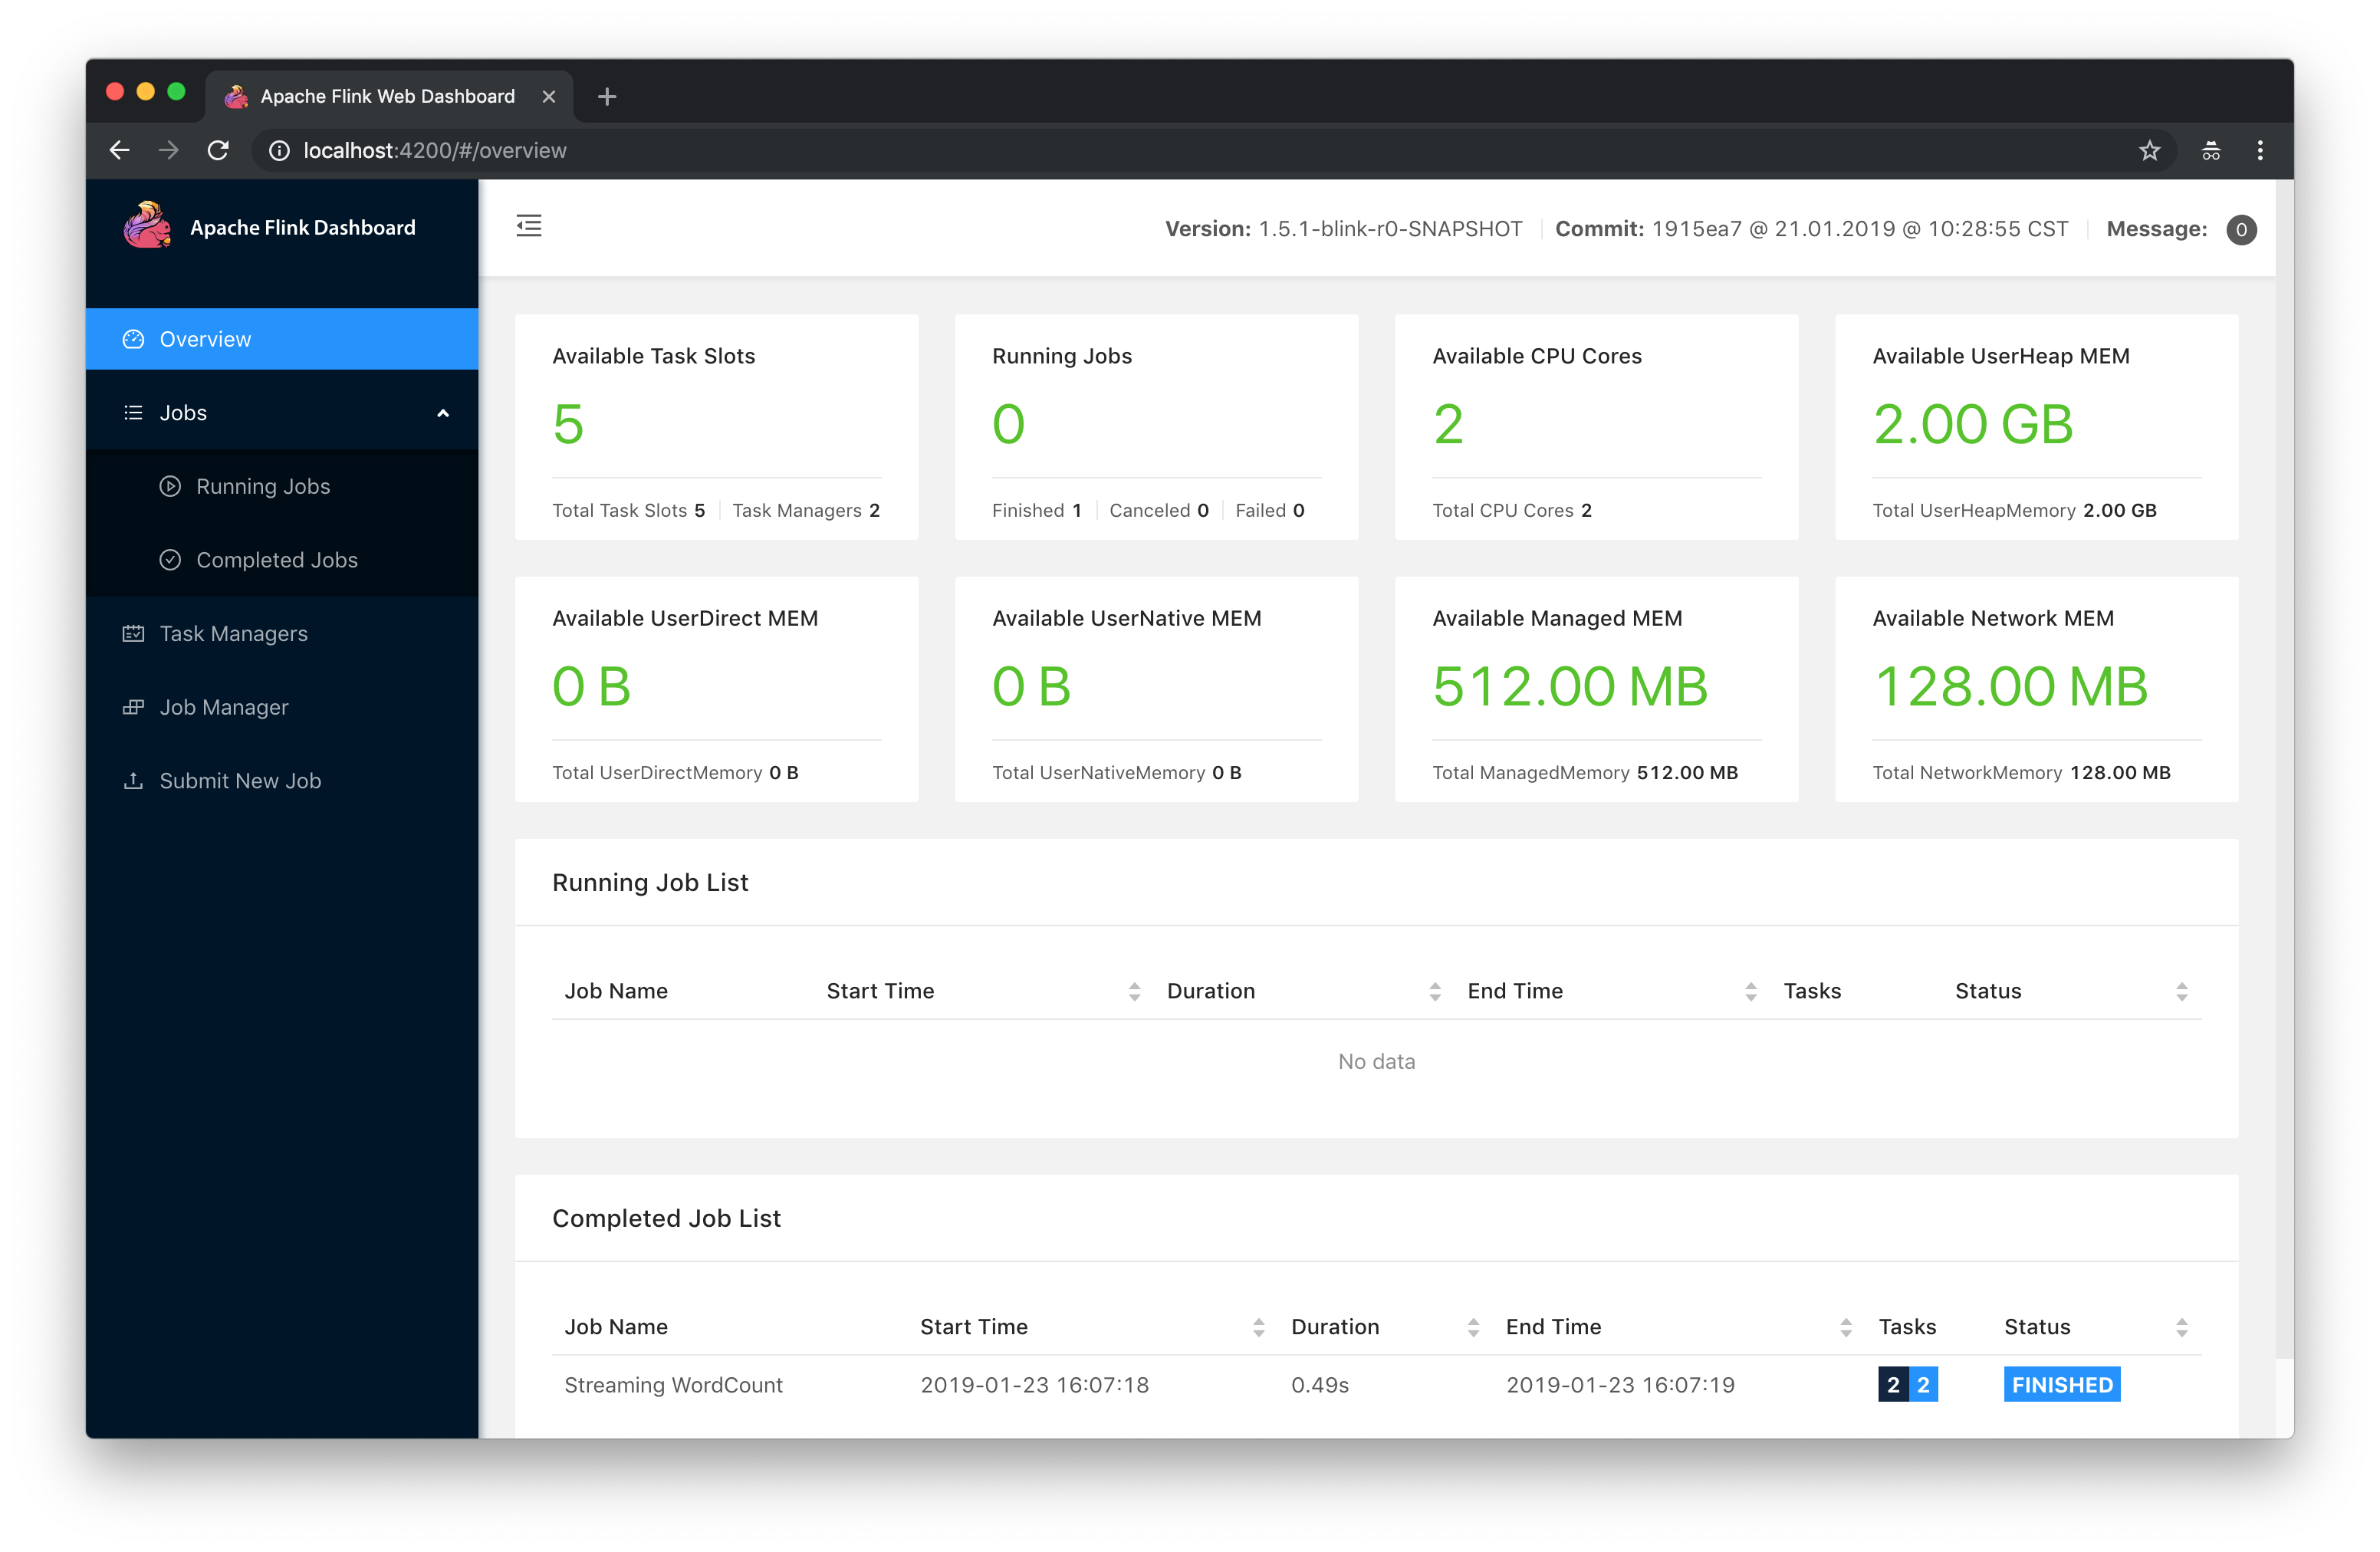 Apache Flink Web Dashboard
localhost:4200/#/overview
Apache Flink Dashboard
Version: 1.5.1-blink-r0-SNAPSHOT Commit: 1915ea7 @ 21.01.2019 @ 10:28:55 CST Message: 0
Overview
Jobs
Running Jobs
Completed Jobs
Task Managers
Job Manager
Submit New Job
Available Task Slots
5
Total Task Slots 5 Task Managers 2
Running Jobs
0
Finished 1 Canceled 0 Failed 0
Available CPU Cores
2
Total CPU Cores 2
Available UserHeap MEM
2.00 GB
Total UserHeapMemory 2.00 GB
Available UserDirect MEM
0 B
Total UserDirectMemory 0 B
Available UserNative MEM
0 B
Total UserNativeMemory 0 B
Available Managed MEM
512.00 MB
Total ManagedMemory 512.00 MB
Available Network MEM
128.00 MB
Total NetworkMemory 128.00 MB
Running Job List
Job Name Start Time Duration End Time Tasks Status
No data
Completed Job List
Job Name Start Time Duration End Time Tasks Status
Streaming WordCount 2019-01-23 16:07:18 0.49s 2019-01-23 16:07:19 2 2 FINISHED